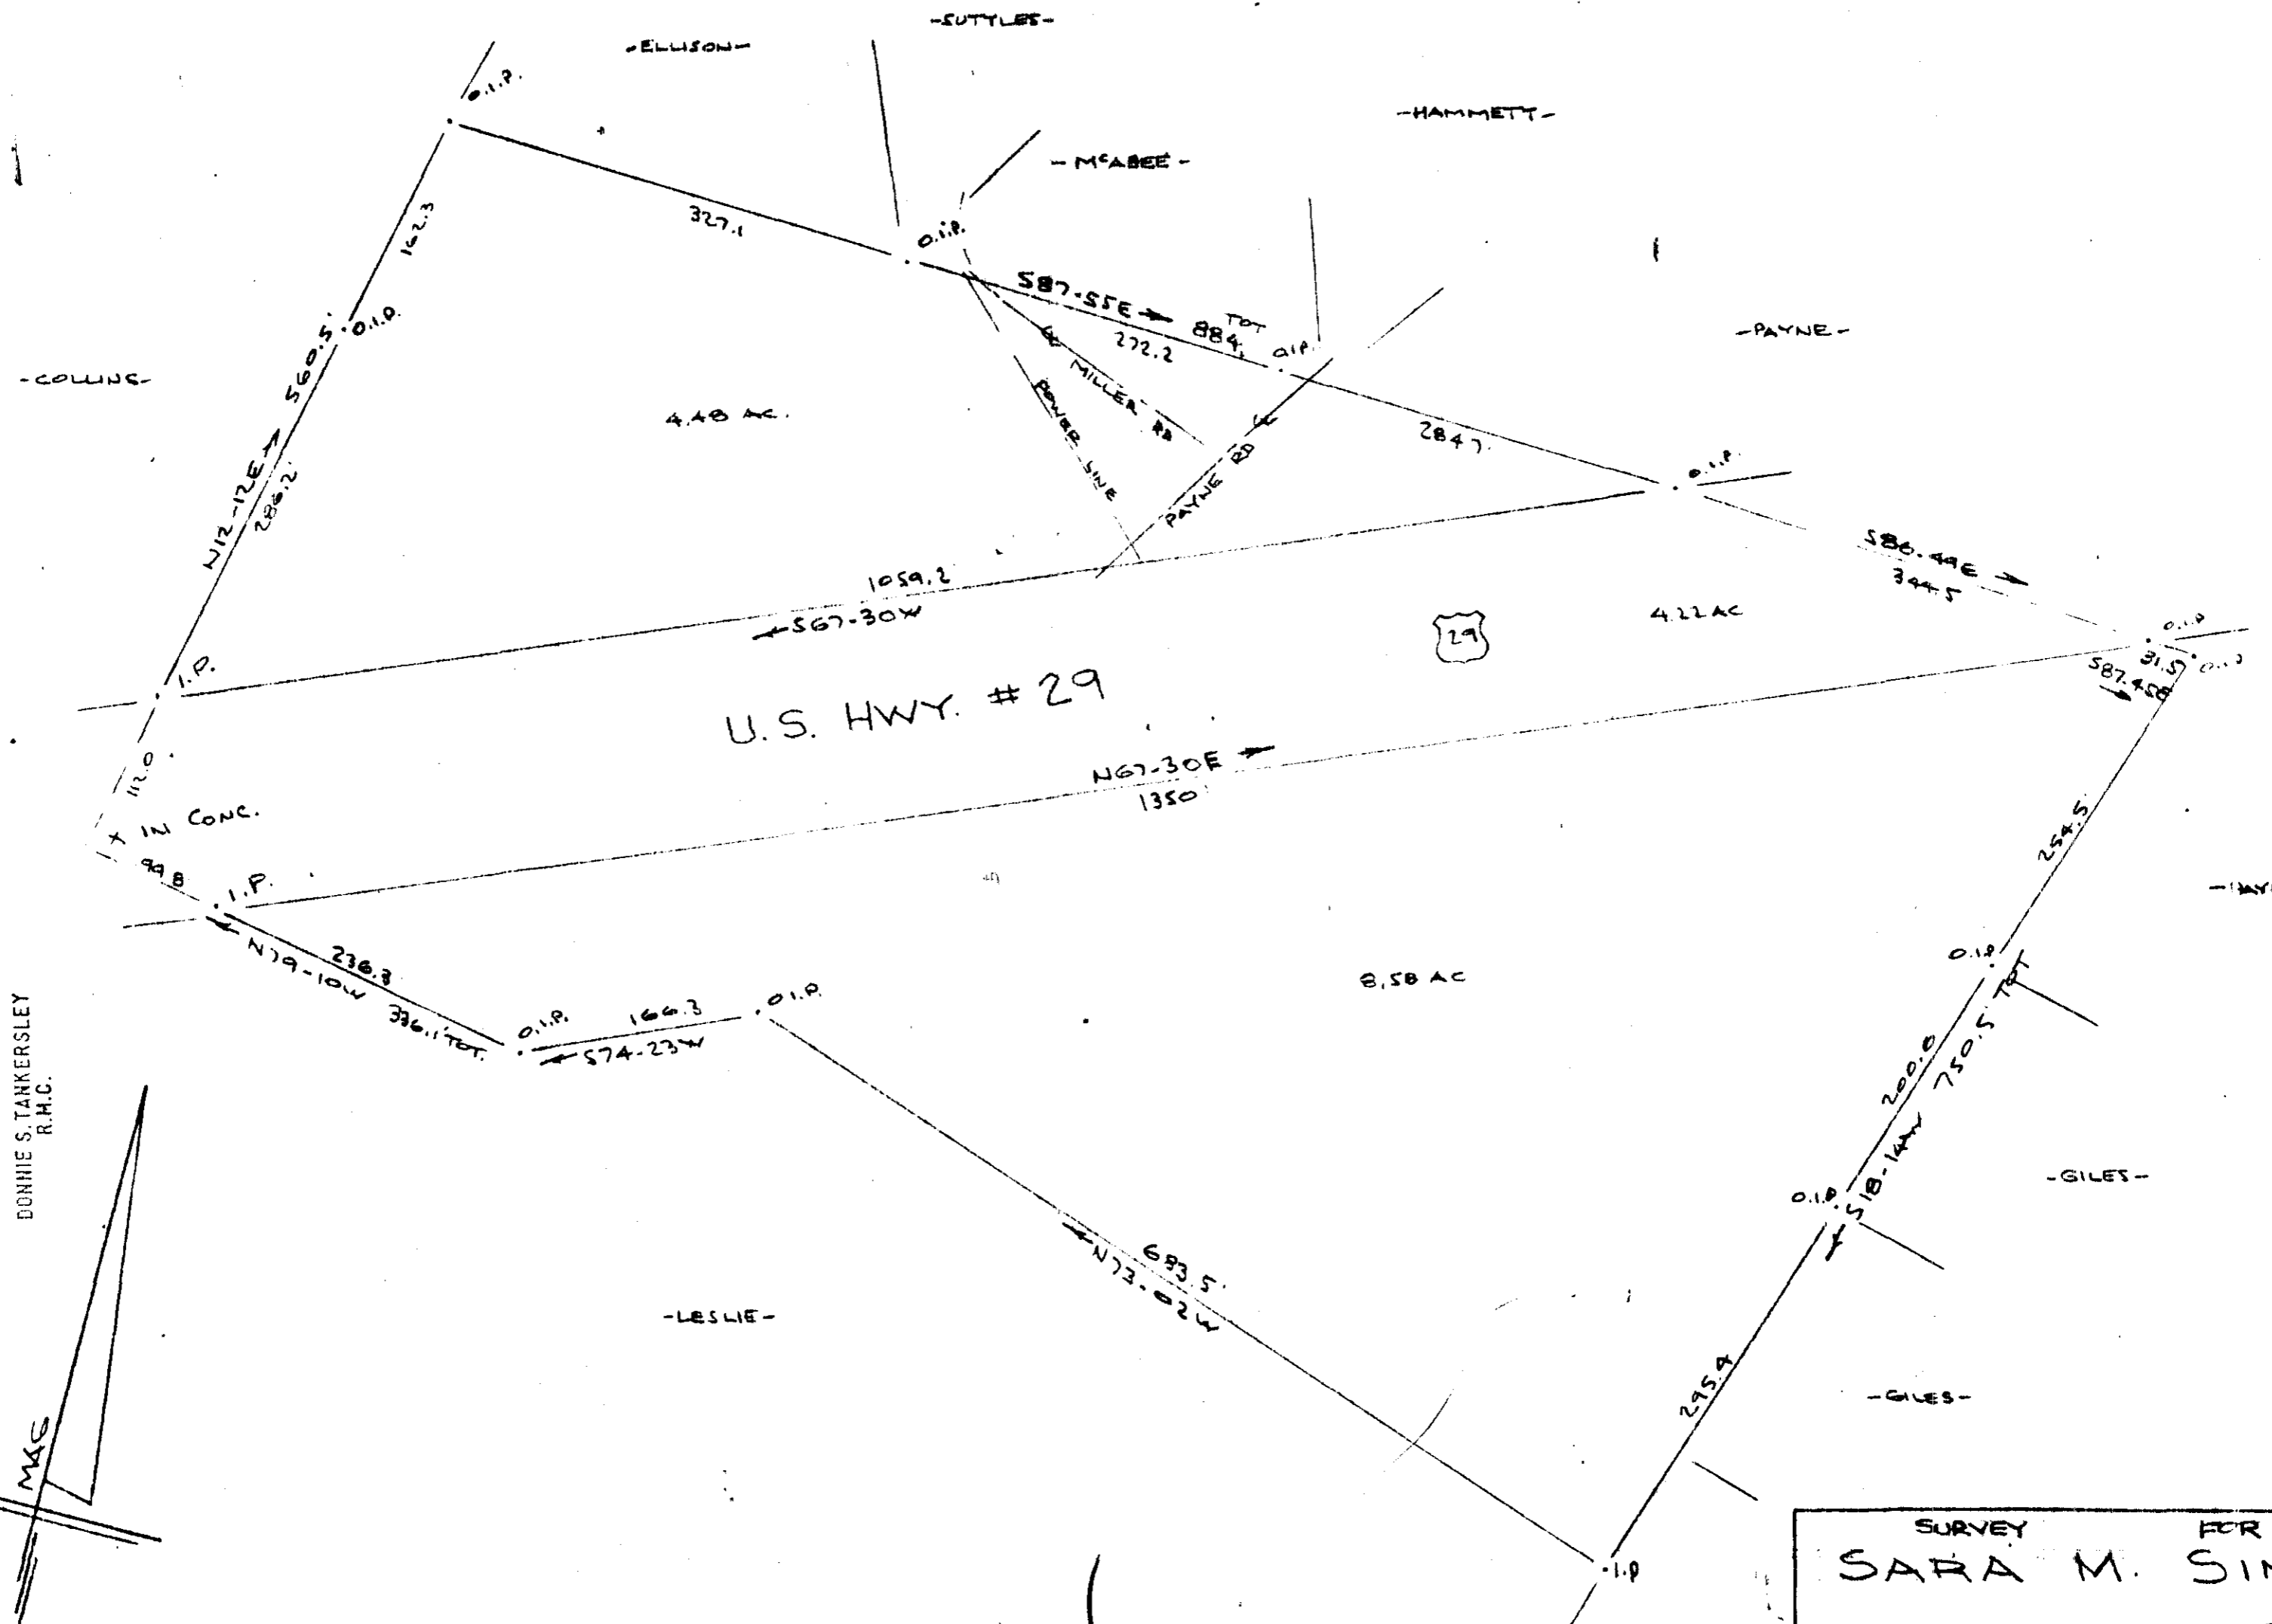 -SUTTLES-
-ELLISON-
O.I.P.
-HAMMETT-
-McABEE-
162.3
327.1
O.I.P.
S87-55E
TOT
884.
272.2
O.I.P.
-PAYNE-
O.I.P.
-COLLINS-
N12-12E 560.5'
286.2'
4.48 AC.
℄ MILLER RD
POWER LINE
PAYNE RD ℄
284.7
O.I.P.
S86-49E
344.5
1059.2
S67-30W
29
4.22 AC
O.I.P.
31.5
O.I.P.
S87-45E
I.P.
U.S. HWY. # 29
112.0
N67-30E
1350'
X IN CONC.
99.8
I.P.
254.5'
236.3
N79-10W 336.1' TOT.
O.I.P.
166.3
S74-23W
O.I.P.
8.58 AC
O.I.P.
200.0
S18-14W 750.5' TOT
DONNIE S. TANKERSLEY
R.M.C.
O.I.P.
-GILES-
683.5'
N73-02W
-LESLIE-
295.4
-GILES-
MAG
I.P
SURVEY FOR
SARA M. SIM